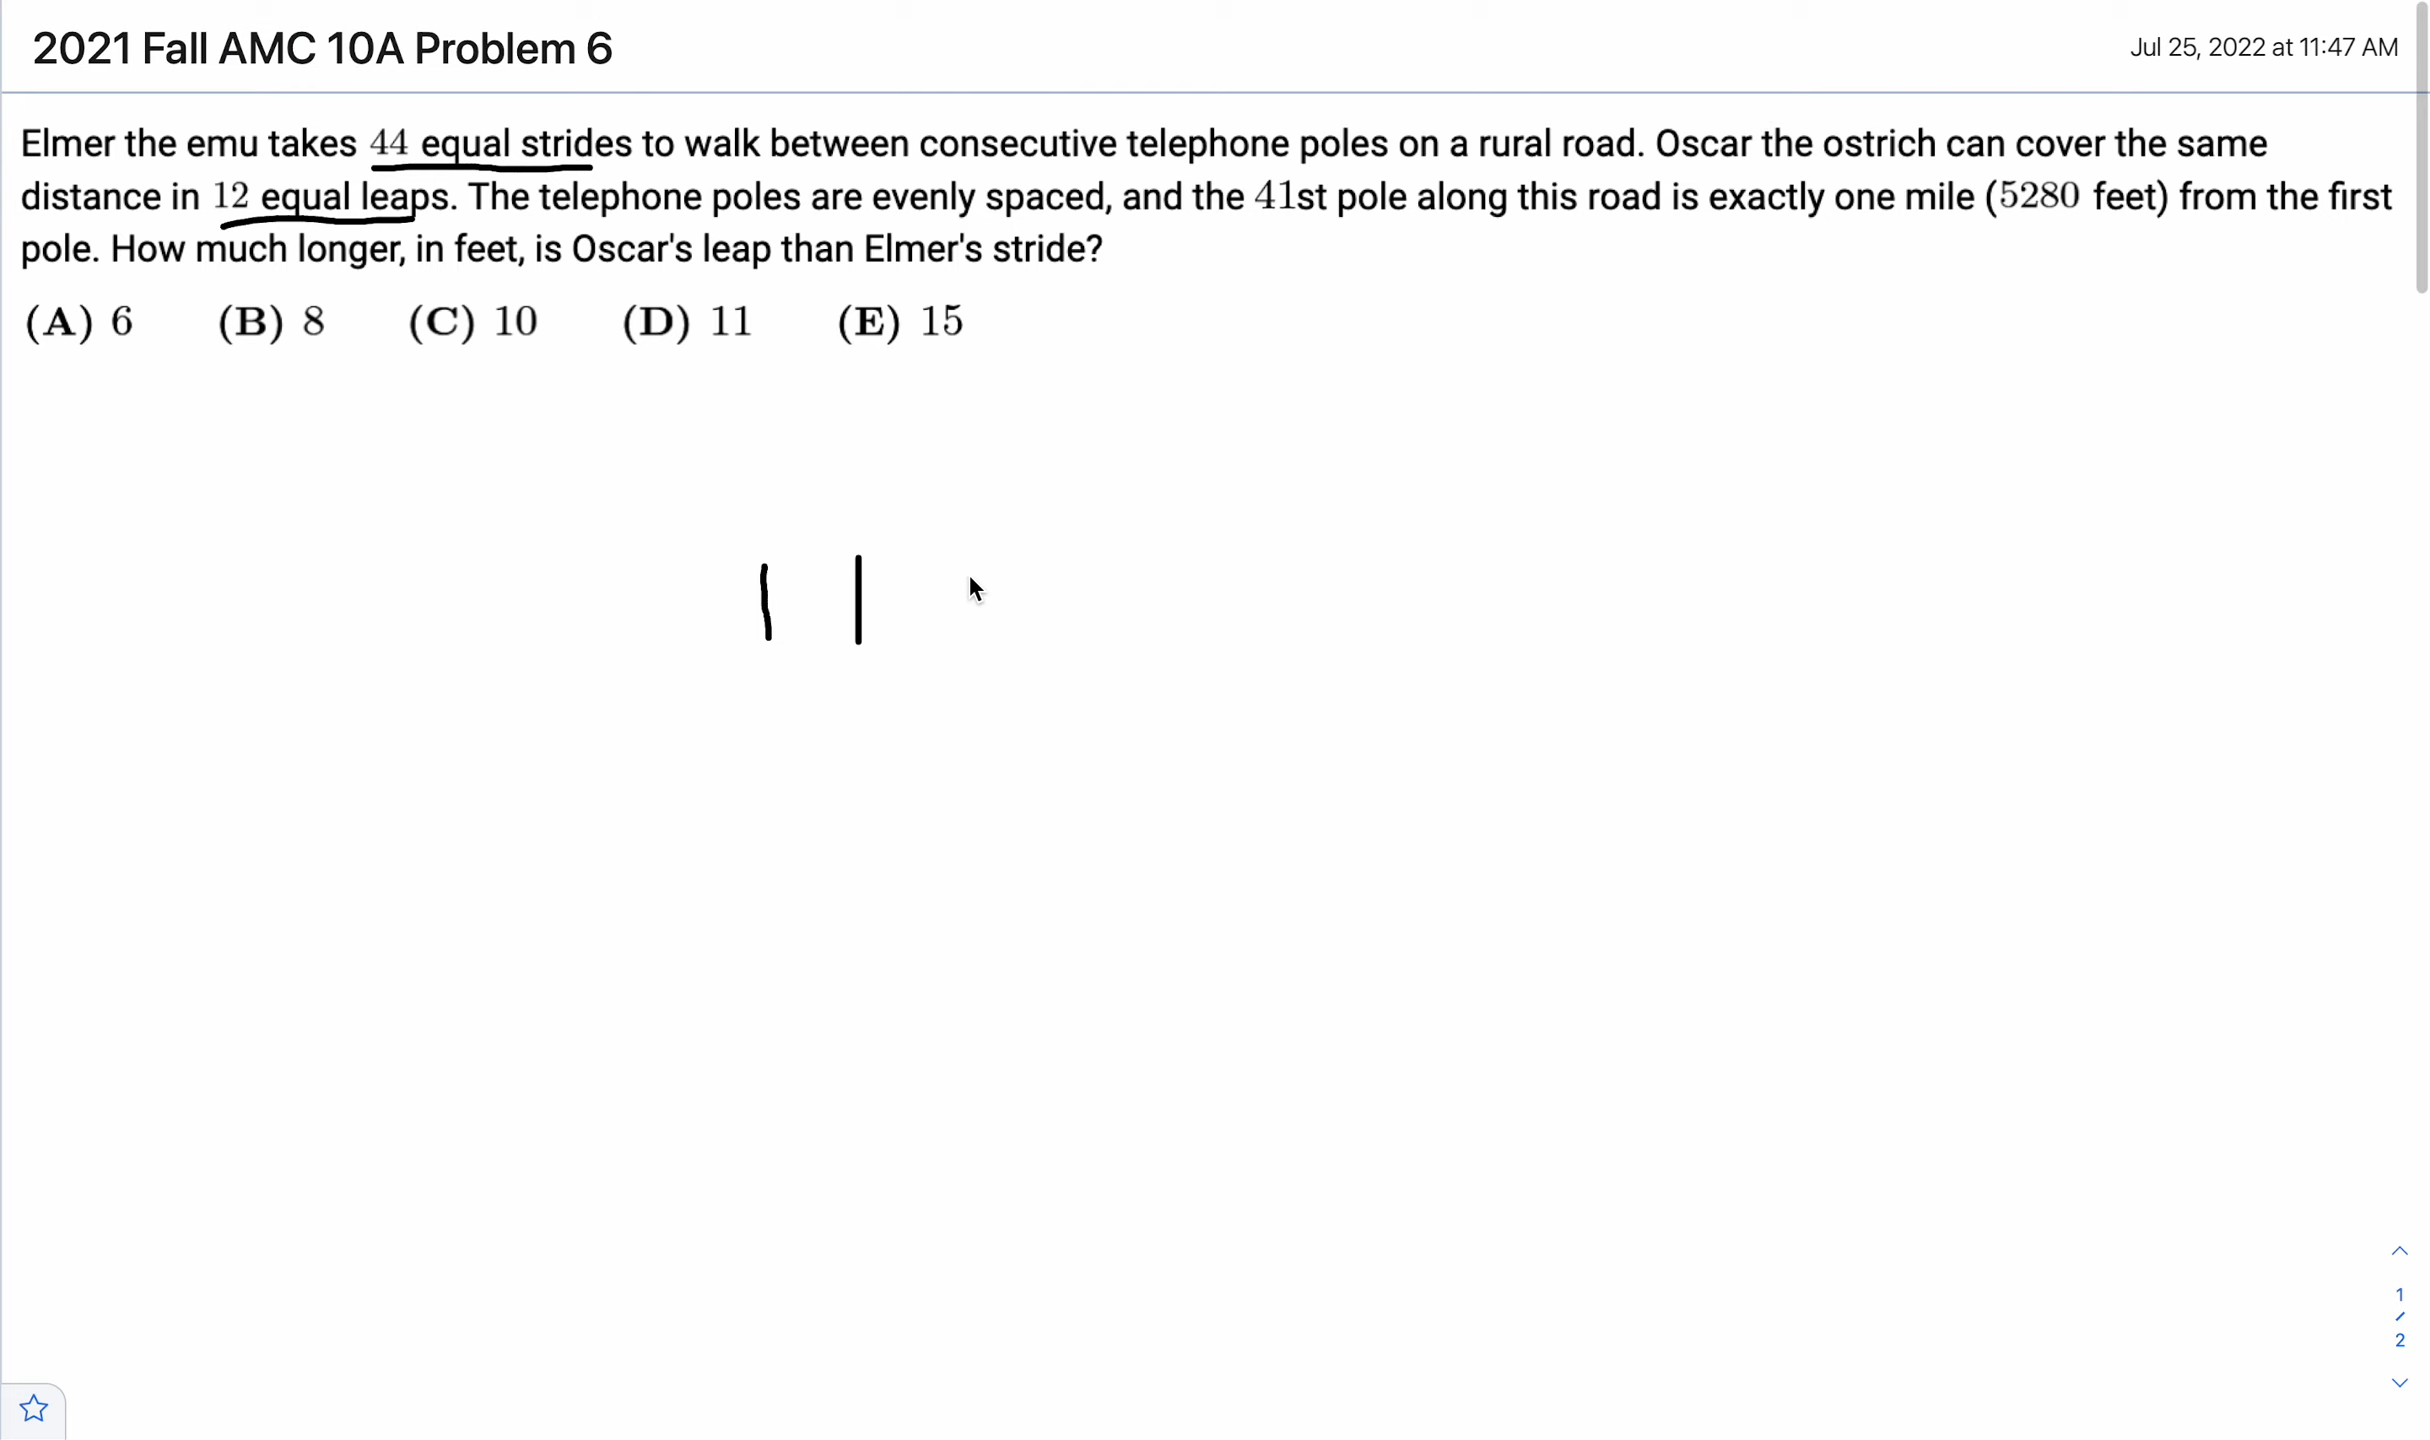 2021 Fall AMC 10A Problem 6
Jul 25, 2022 at 11:47 AM
Elmer the emu takes 44 equal strides to walk between consecutive telephone poles on a rural road. Oscar the ostrich can cover the same
distance in 12 equal leaps. The telephone poles are evenly spaced, and the 41st pole along this road is exactly one mile (5280 feet) from the first
pole. How much longer, in feet, is Oscar's leap than Elmer's stride?
(A) 6 (B) 8 (C) 10 (D) 11 (E) 15
1
/
2